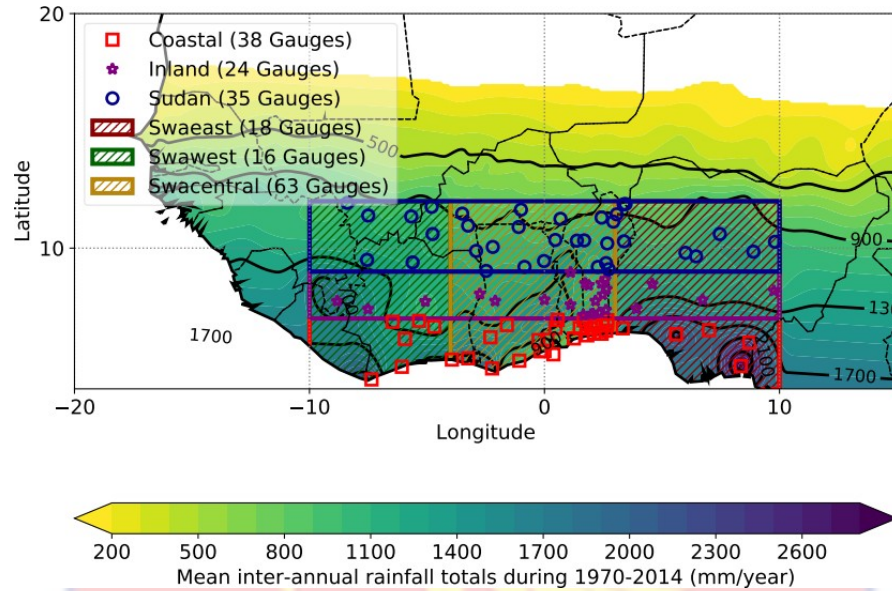 20
Coastal (38 Gauges)
Inland (24 Gauges)
Sudan (35 Gauges)
Swaeast (18 Gauges)
Swawest (16 Gauges)
Swacentral (63 Gauges)
500
Latitude
10
900
1700
1700
−20
−10
0
10
Longitude
200
500
800
1100
1400
1700
2000
2300
2600
Mean inter-annual rainfall totals during 1970-2014 (mm/year)